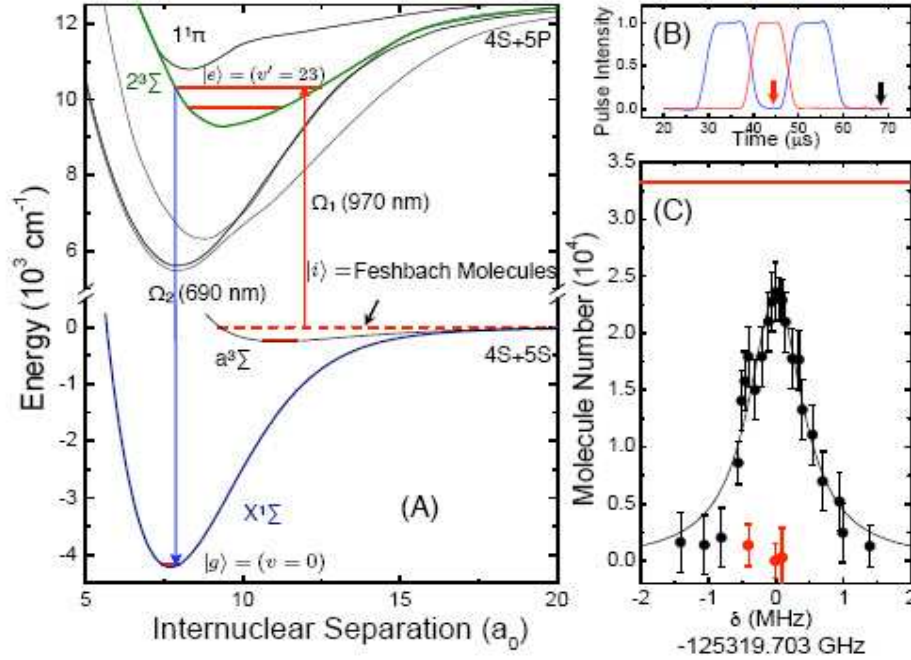 (A)
Energy (10³ cm⁻¹)
12
10
8
6
0
-1
-2
-3
-4
5
10
15
20
Internuclear Separation (a₀)
1¹π
4S+5P
2³Σ
|e⟩ = (v' = 23)
Ω₁ (970 nm)
Ω₂ (690 nm)
|i⟩ = Feshbach Molecules
a³Σ
4S+5S
X¹Σ
|g⟩ = (v = 0)
(B)
Pulse Intensity
1.0
0.5
0.0
20
30
40
50
60
70
Time (μs)
(C)
Molecule Number (10⁴)
3.5
3.0
2.5
2.0
1.5
1.0
0.5
0.0
-2
-1
0
1
2
δ (MHz)
-125319.703 GHz